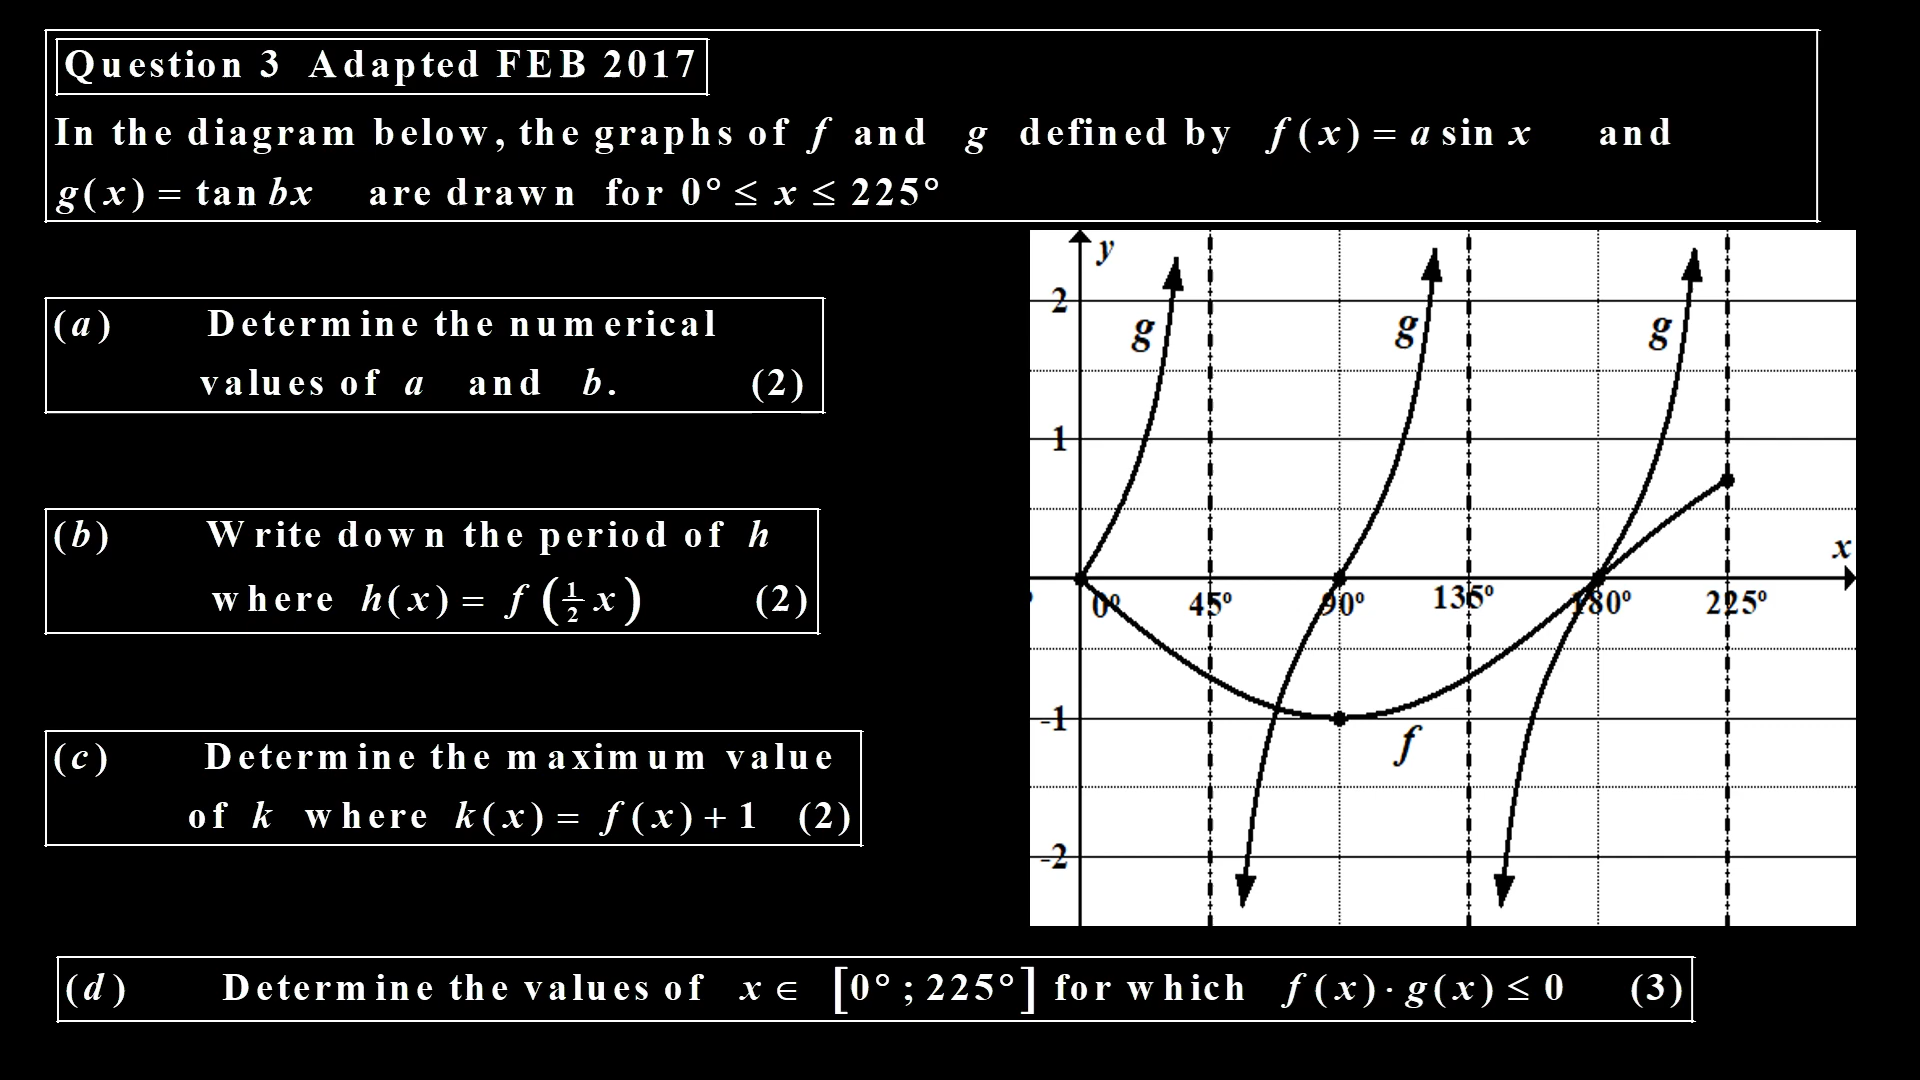 Question 3 Adapted FEB 2017
In the diagram below, the graphs of f and g defined by f(x) = a sin x and
g(x) = tan bx are drawn for 0° ≤ x ≤ 225°
(a) Determine the numerical
values of a and b. (2)
(b) Write down the period of h
where h(x) = f(½x) (2)
(c) Determine the maximum value
of k where k(x) = f(x) + 1 (2)
y
2
g g g
1
x
0° 45° 90° 135° 180° 225°
-1
f
-2
(d) Determine the values of x ∈ [0° ; 225°] for which f(x) · g(x) ≤ 0 (3)